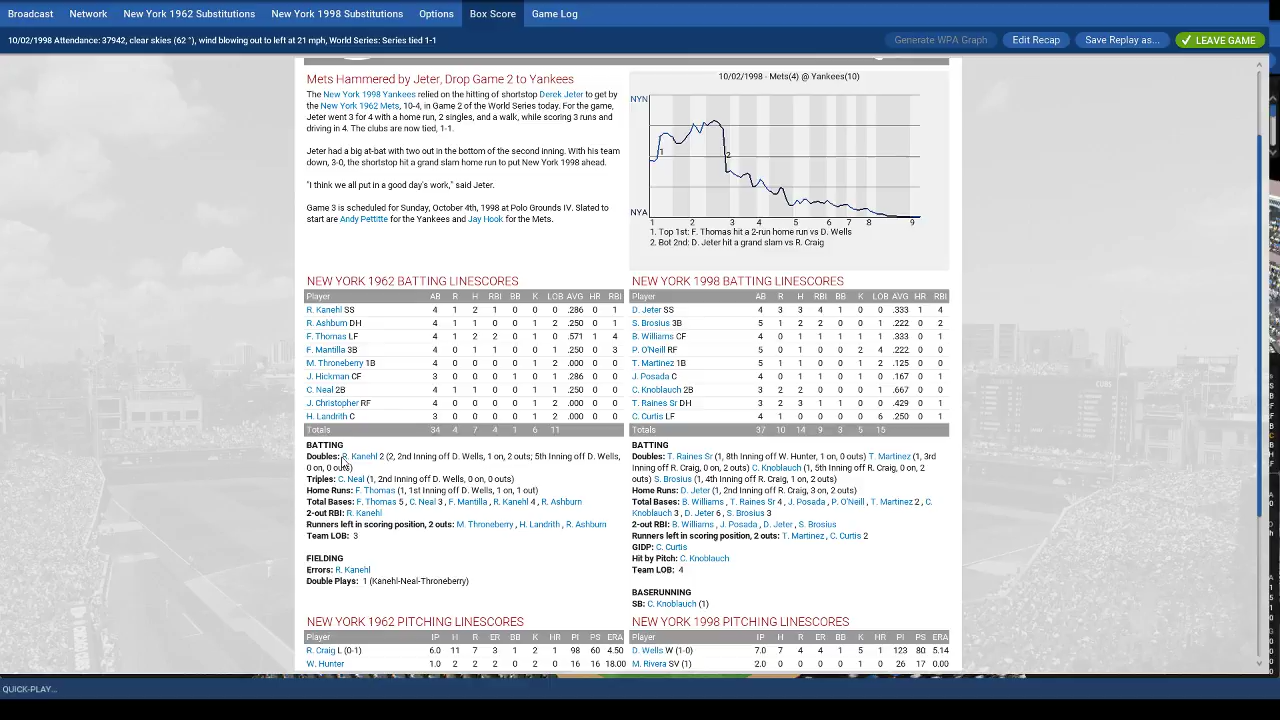 Broadcast Network New York 1962 Substitutions New York 1998 Substitutions Options Box Score Game Log
10/02/1998 Attendance: 37942, clear skies (62 °), wind blowing out to left at 21 mph, World Series: Series tied 1-1
Generate WPA Graph Edit Recap Save Replay as... LEAVE GAME
Mets Hammered by Jeter, Drop Game 2 to Yankees
The New York 1998 Yankees relied on the hitting of shortstop Derek Jeter to get by
the New York 1962 Mets, 10-4, in Game 2 of the World Series today. For the game,
Jeter went 3 for 4 with a home run, 2 singles, and a walk, while scoring 3 runs and
driving in 4. The clubs are now tied, 1-1.
Jeter had a big at-bat with two out in the bottom of the second inning. With his team
down, 3-0, the shortstop hit a grand slam home run to put New York 1998 ahead.
"I think we all put in a good day's work," said Jeter.
Game 3 is scheduled for Sunday, October 4th, 1998 at Polo Grounds IV. Slated to
start are Andy Pettitte for the Yankees and Jay Hook for the Mets.
10/02/1998 - Mets(4) @ Yankees(10)
NYN
1
2
NYA
1 2 3 4 5 6 7 8 9
1. Top 1st: F. Thomas hit a 2-run home run vs D. Wells
2. Bot 2nd: D. Jeter hit a grand slam vs R. Craig
NEW YORK 1962 BATTING LINESCORES
Player AB R H RBI BB K LOB AVG HR RBI
R. Kanehl SS 4 1 2 1 0 0 0 .286 0 1
R. Ashburn DH 4 1 1 0 0 1 2 .250 0 0
F. Thomas LF 4 1 2 2 0 0 0 .571 1 4
F. Mantilla 3B 4 0 1 1 0 0 1 .250 0 3
M. Throneberry 1B 4 0 0 0 0 1 2 .000 0 0
J. Hickman CF 3 0 0 0 1 0 1 .286 0 0
C. Neal 2B 4 1 1 0 0 1 1 .250 0 0
J. Christopher RF 4 0 0 0 0 1 2 .000 0 0
H. Landrith C 3 0 0 0 0 1 2 .000 0 0
Totals 34 4 7 4 1 6 11
BATTING
Doubles: R. Kanehl 2 (2, 2nd Inning off D. Wells, 1 on, 2 outs; 5th Inning off D. Wells,
0 on, 0 outs)
Triples: C. Neal (1, 2nd Inning off D. Wells, 0 on, 0 outs)
Home Runs: F. Thomas (1, 1st Inning off D. Wells, 1 on, 1 out)
Total Bases: F. Thomas 5 , C. Neal 3 , F. Mantilla , R. Kanehl 4 , R. Ashburn
2-out RBI: R. Kanehl
Runners left in scoring position, 2 outs: M. Throneberry , H. Landrith , R. Ashburn
Team LOB: 3
FIELDING
Errors: R. Kanehl
Double Plays: 1 (Kanehl-Neal-Throneberry)
NEW YORK 1998 BATTING LINESCORES
Player AB R H RBI BB K LOB AVG HR RBI
D. Jeter SS 4 3 3 4 1 0 0 .333 1 4
S. Brosius 3B 5 1 2 2 0 0 1 .222 0 2
B. Williams CF 4 0 1 1 1 1 1 .333 0 1
P. O'Neill RF 5 0 1 0 0 2 4 .222 0 0
T. Martinez 1B 5 1 1 0 0 1 2 .125 0 0
J. Posada C 4 0 1 1 0 1 0 .167 0 1
C. Knoblauch 2B 3 2 2 0 0 0 1 .667 0 0
T. Raines Sr DH 3 2 3 1 1 0 0 .429 0 1
C. Curtis LF 4 1 0 0 0 0 6 .250 0 1
Totals 37 10 14 9 3 5 15
BATTING
Doubles: T. Raines Sr (1, 8th Inning off W. Hunter, 1 on, 0 outs) T. Martinez (1, 3rd
Inning off R. Craig, 0 on, 2 outs) C. Knoblauch (1, 5th Inning off R. Craig, 0 on, 2
outs) S. Brosius (1, 4th Inning off R. Craig, 1 on, 2 outs)
Home Runs: D. Jeter (1, 2nd Inning off R. Craig, 3 on, 2 outs)
Total Bases: B. Williams , T. Raines Sr 4 , J. Posada , P. O'Neill , T. Martinez 2 , C.
Knoblauch 3 , D. Jeter 6 , S. Brosius 3
2-out RBI: B. Williams , J. Posada , D. Jeter , S. Brosius
Runners left in scoring position, 2 outs: T. Martinez , C. Curtis 2
GIDP: C. Curtis
Hit by Pitch: C. Knoblauch
Team LOB: 4
BASERUNNING
SB: C. Knoblauch (1)
NEW YORK 1962 PITCHING LINESCORES
Player IP H R ER BB K HR PI PS ERA
R. Craig L (0-1) 6.0 11 7 3 1 2 1 98 60 4.50
W. Hunter 1.0 2 2 2 2 0 0 16 16 18.00
NEW YORK 1998 PITCHING LINESCORES
Player IP H R ER BB K HR PI PS ERA
D. Wells W (1-0) 7.0 7 4 4 1 5 1 123 80 5.14
M. Rivera SV (1) 2.0 0 0 0 0 1 0 26 17 0.00
QUICK-PLAY...